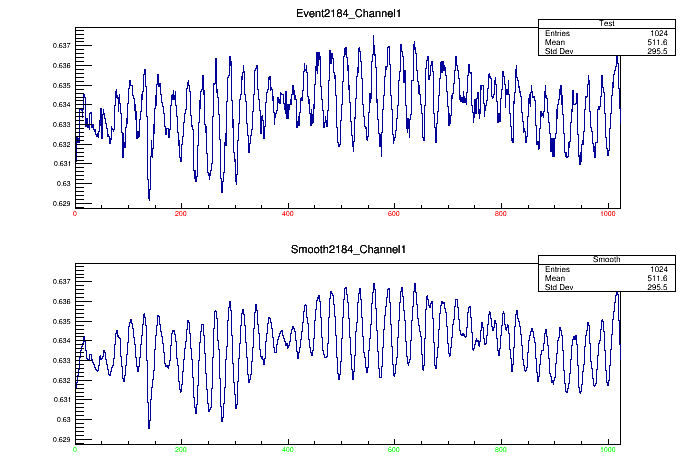 Event2184_Channel1
Test
Entries 1024
Mean 511.6
Std Dev 295.5
0.637
0.636
0.635
0.634
0.633
0.632
0.631
0.63
0.629
0 200 400 600 800 1000
Smooth2184_Channel1
Smooth
Entries 1024
Mean 511.6
Std Dev 295.5
0.637
0.636
0.635
0.634
0.633
0.632
0.631
0.63
0.629
0 200 400 600 800 1000